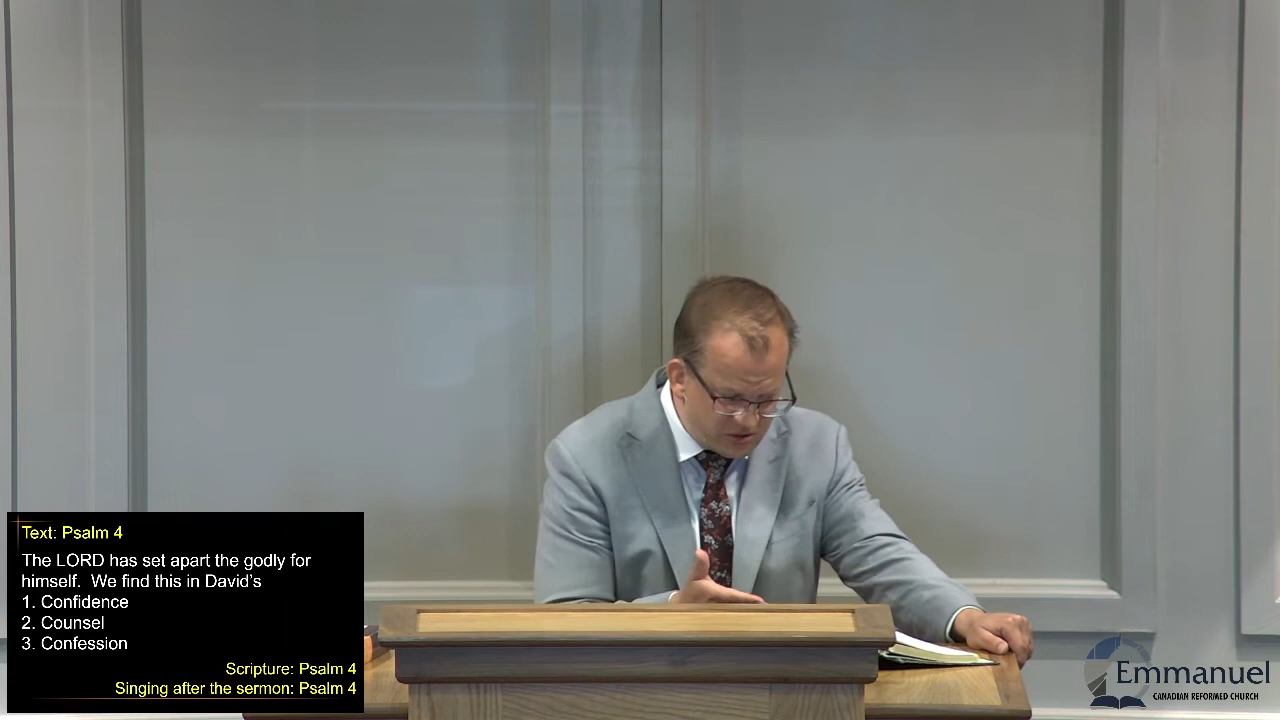 Text: Psalm 4
The LORD has set apart the godly for
himself.  We find this in David's
1. Confidence
2. Counsel
3. Confession
Scripture: Psalm 4
Singing after the sermon: Psalm 4
Emmanuel
CANADIAN REFORMED CHURCH